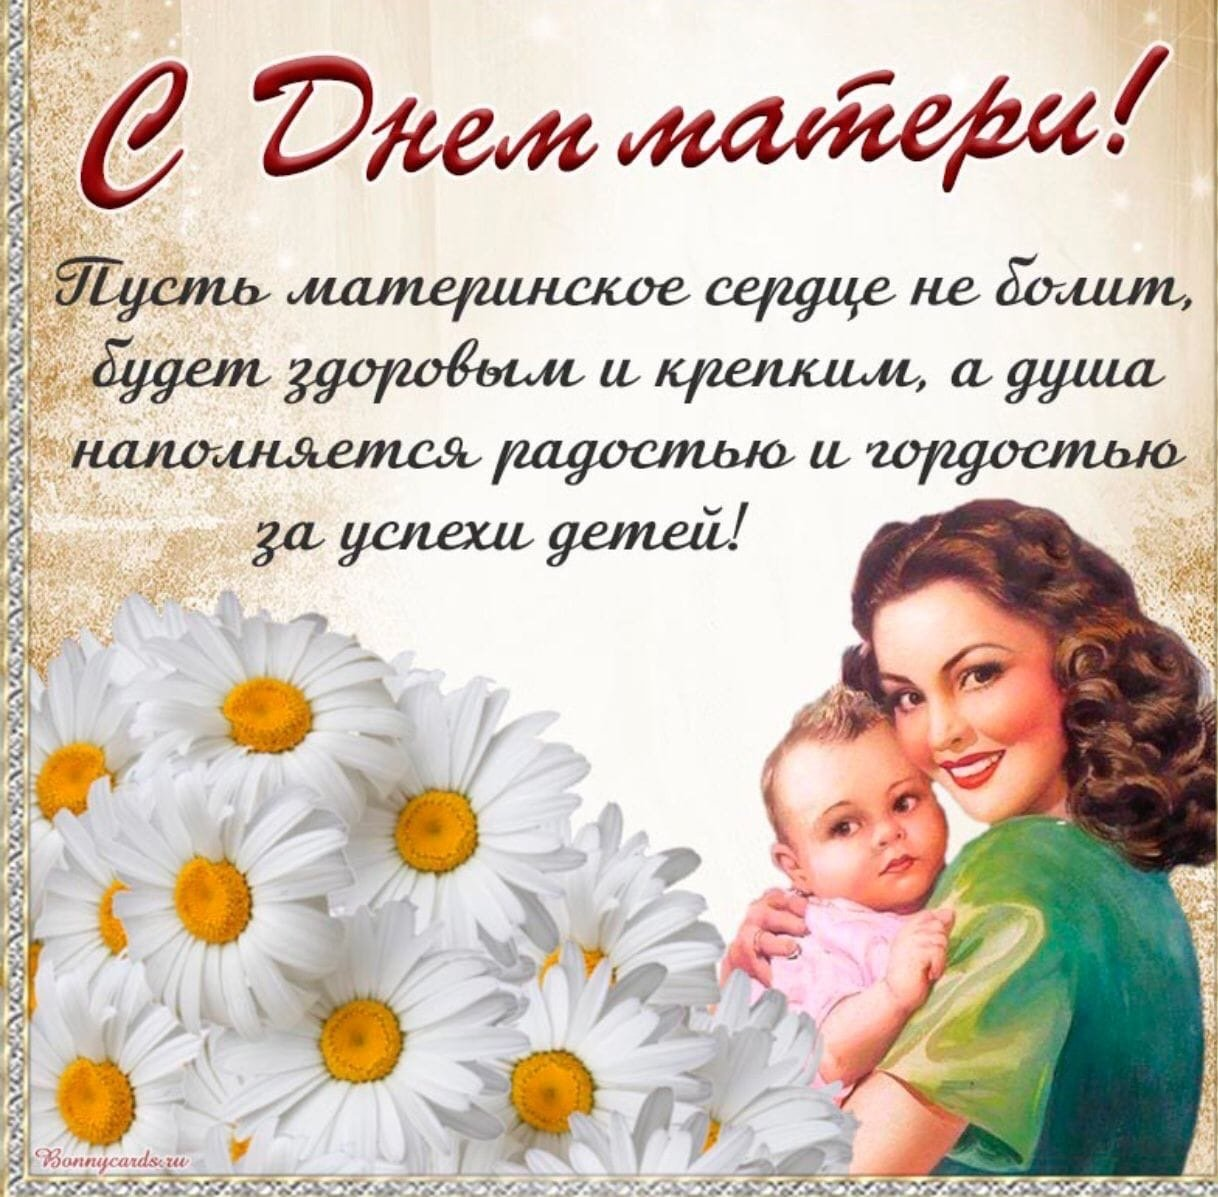 С Днем матери!
Пусть материнское сердце не болит,
будет здоровым и крепким, а душа
наполняется радостью и гордостью
за успехи детей!
Bonnycards.ru